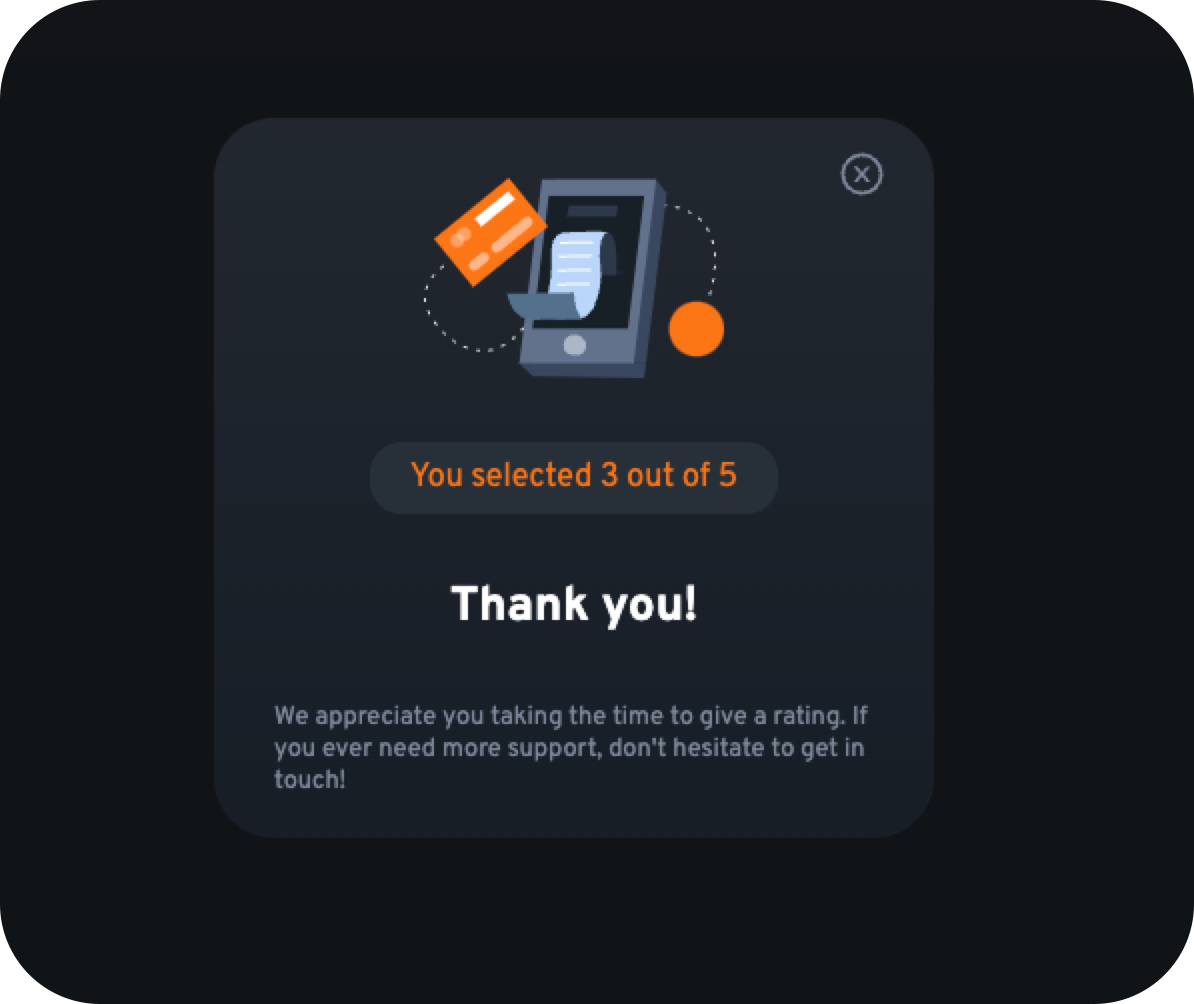 You selected 3 out of 5
Thank you!
We appreciate you taking the time to give a rating. If
you ever need more support, don't hesitate to get in
touch!